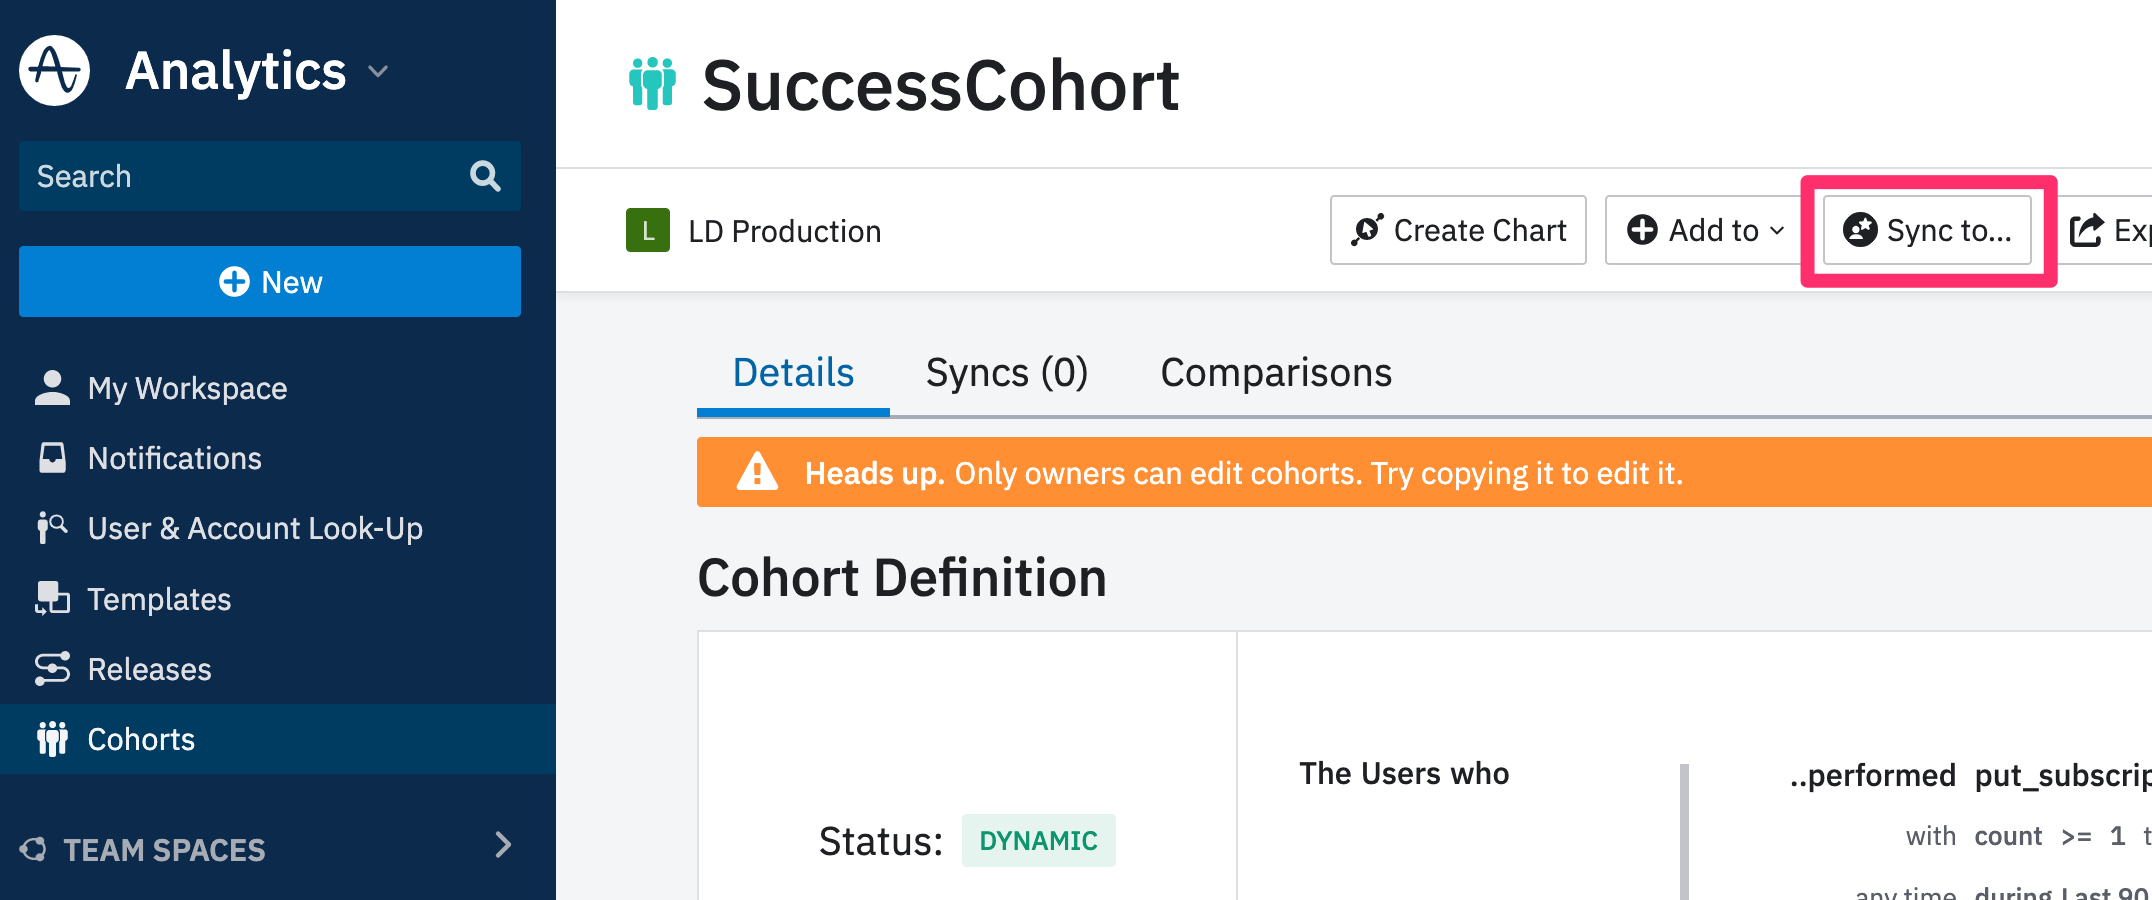 Analytics
Search
New
My Workspace
Notifications
User & Account Look-Up
Templates
Releases
Cohorts
TEAM SPACES
SuccessCohort
L LD Production
Create Chart
Add to
Sync to...
Details
Syncs (0)
Comparisons
Heads up. Only owners can edit cohorts. Try copying it to edit it.
Cohort Definition
Status: DYNAMIC
The Users who
..performed
with count >= 1
any time during Last 90